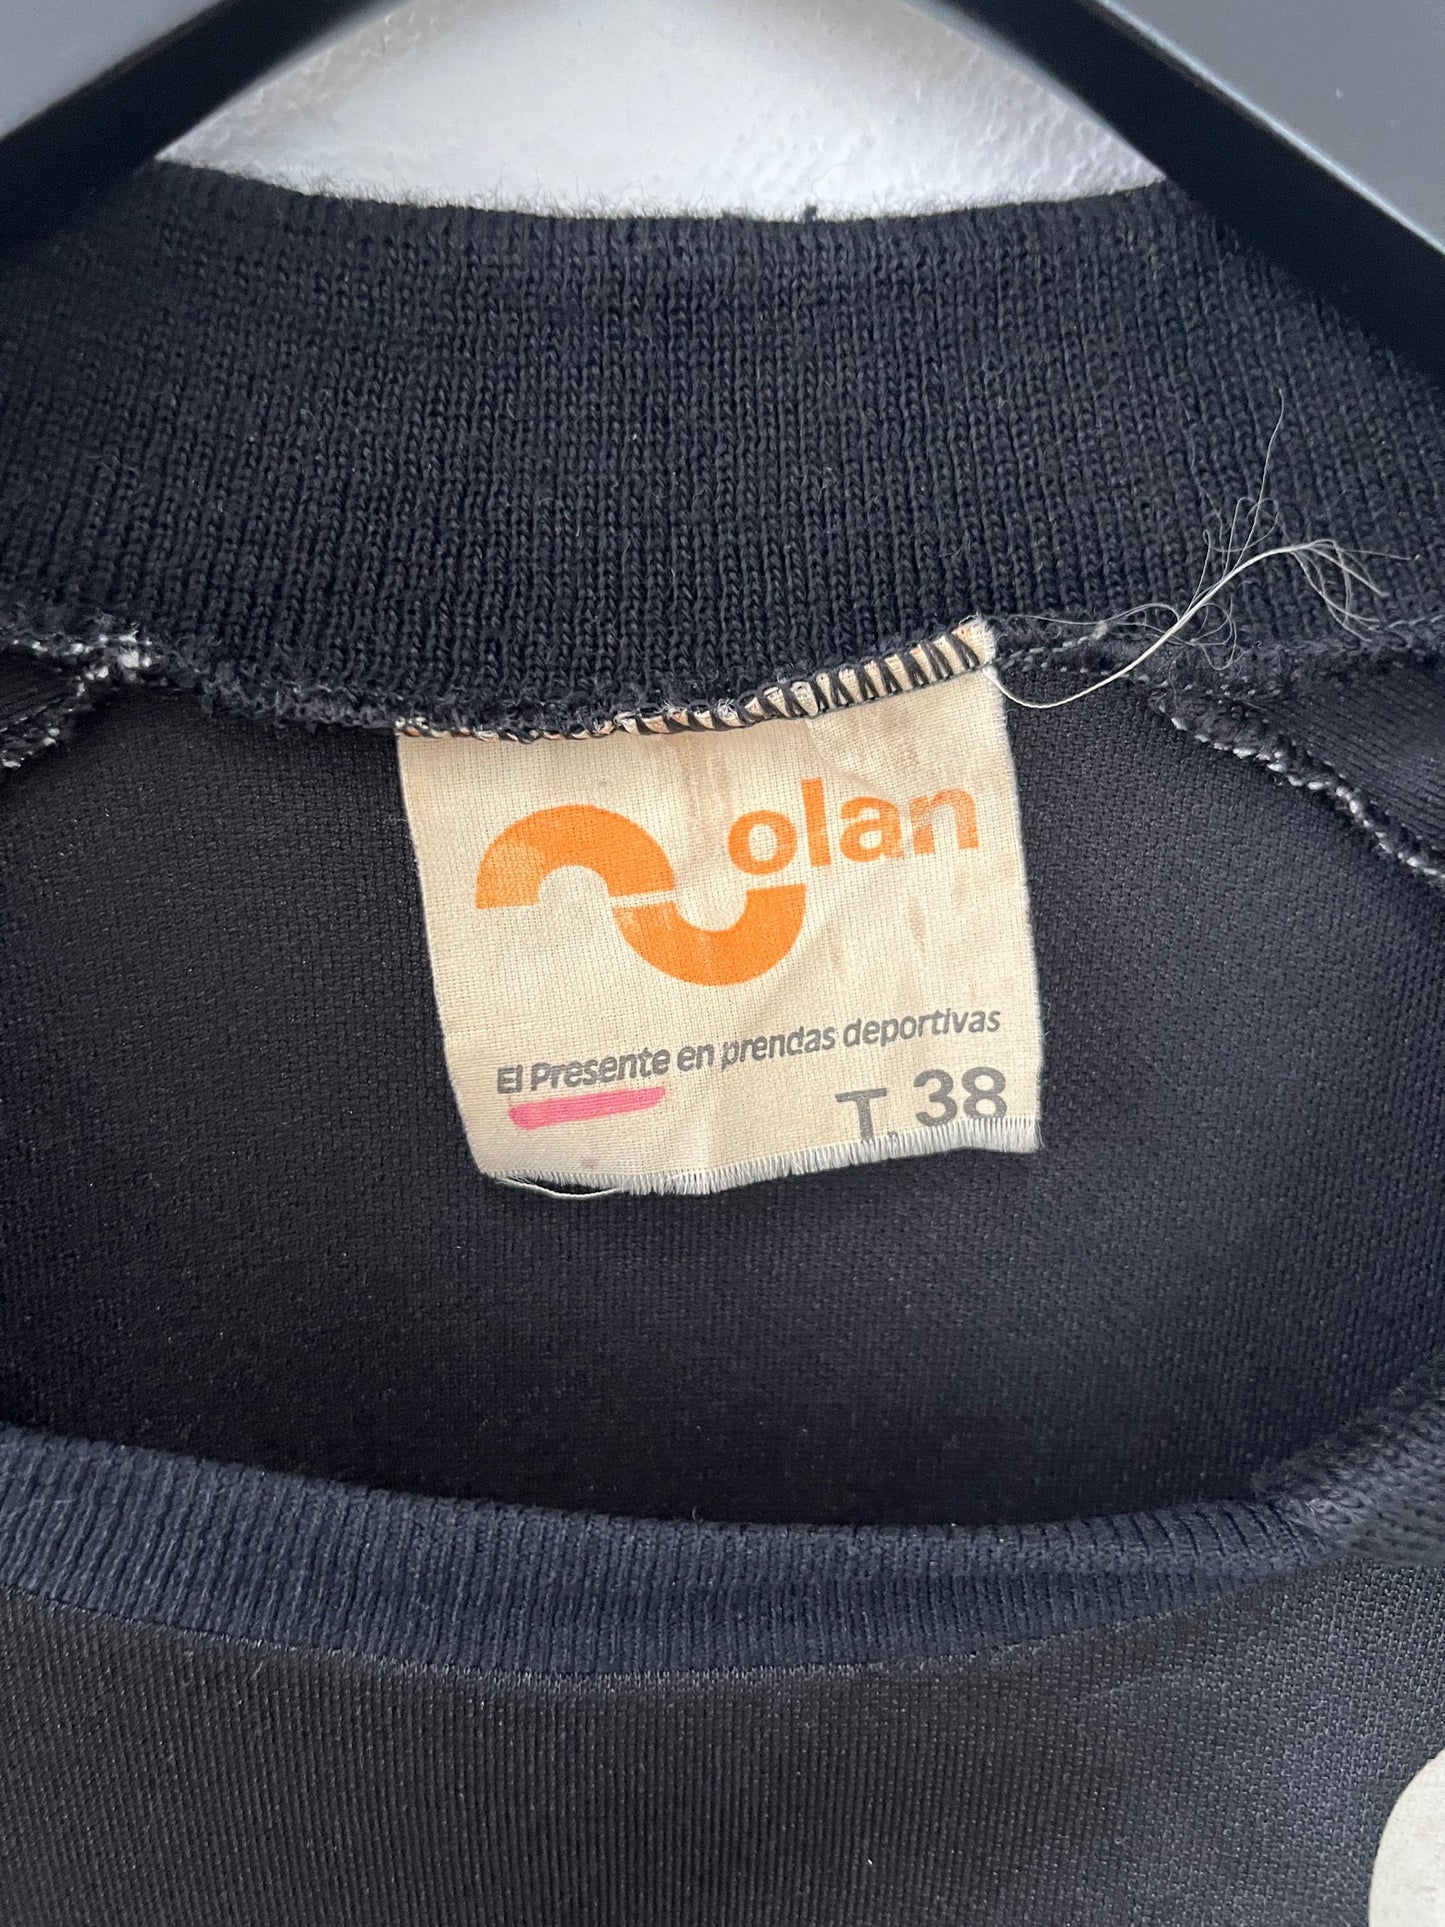 olan
El Presente en prendas deportivas
T. 38